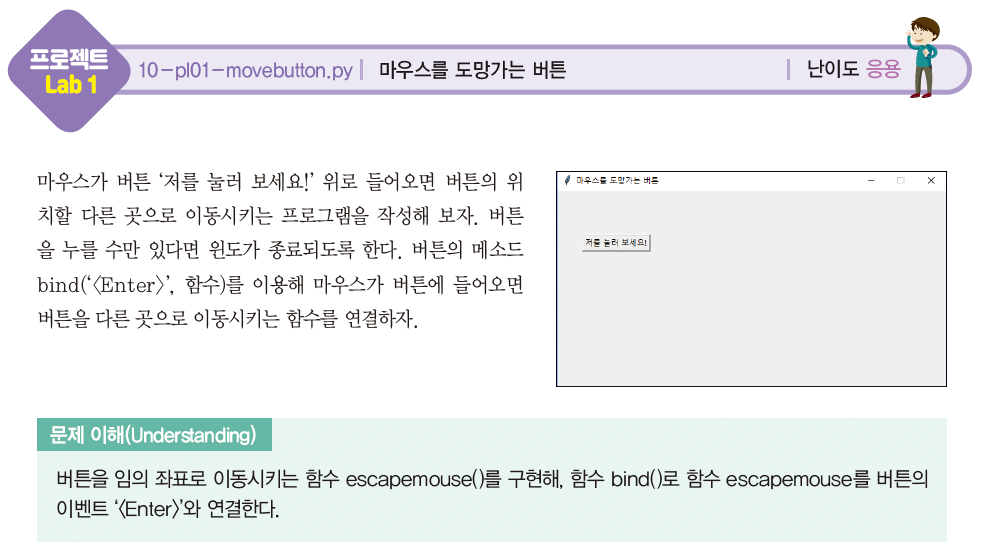 프로젝트
Lab 1
10-pl01-movebutton.py | 마우스를 도망가는 버튼 | 난이도 응용
마우스가 버튼 ‘저를 눌러 보세요!’ 위로 들어오면 버튼의 위
치할 다른 곳으로 이동시키는 프로그램을 작성해 보자. 버튼
을 누를 수만 있다면 윈도가 종료되도록 한다. 버튼의 메소드
bind(‘〈Enter〉’, 함수)를 이용해 마우스가 버튼에 들어오면
버튼을 다른 곳으로 이동시키는 함수를 연결하자.
마우스를 도망가는 버튼
저를 눌러 보세요!
문제 이해(Understanding)
버튼을 임의 좌표로 이동시키는 함수 escapemouse()를 구현해, 함수 bind()로 함수 escapemouse를 버튼의
이벤트 ‘〈Enter〉’와 연결한다.